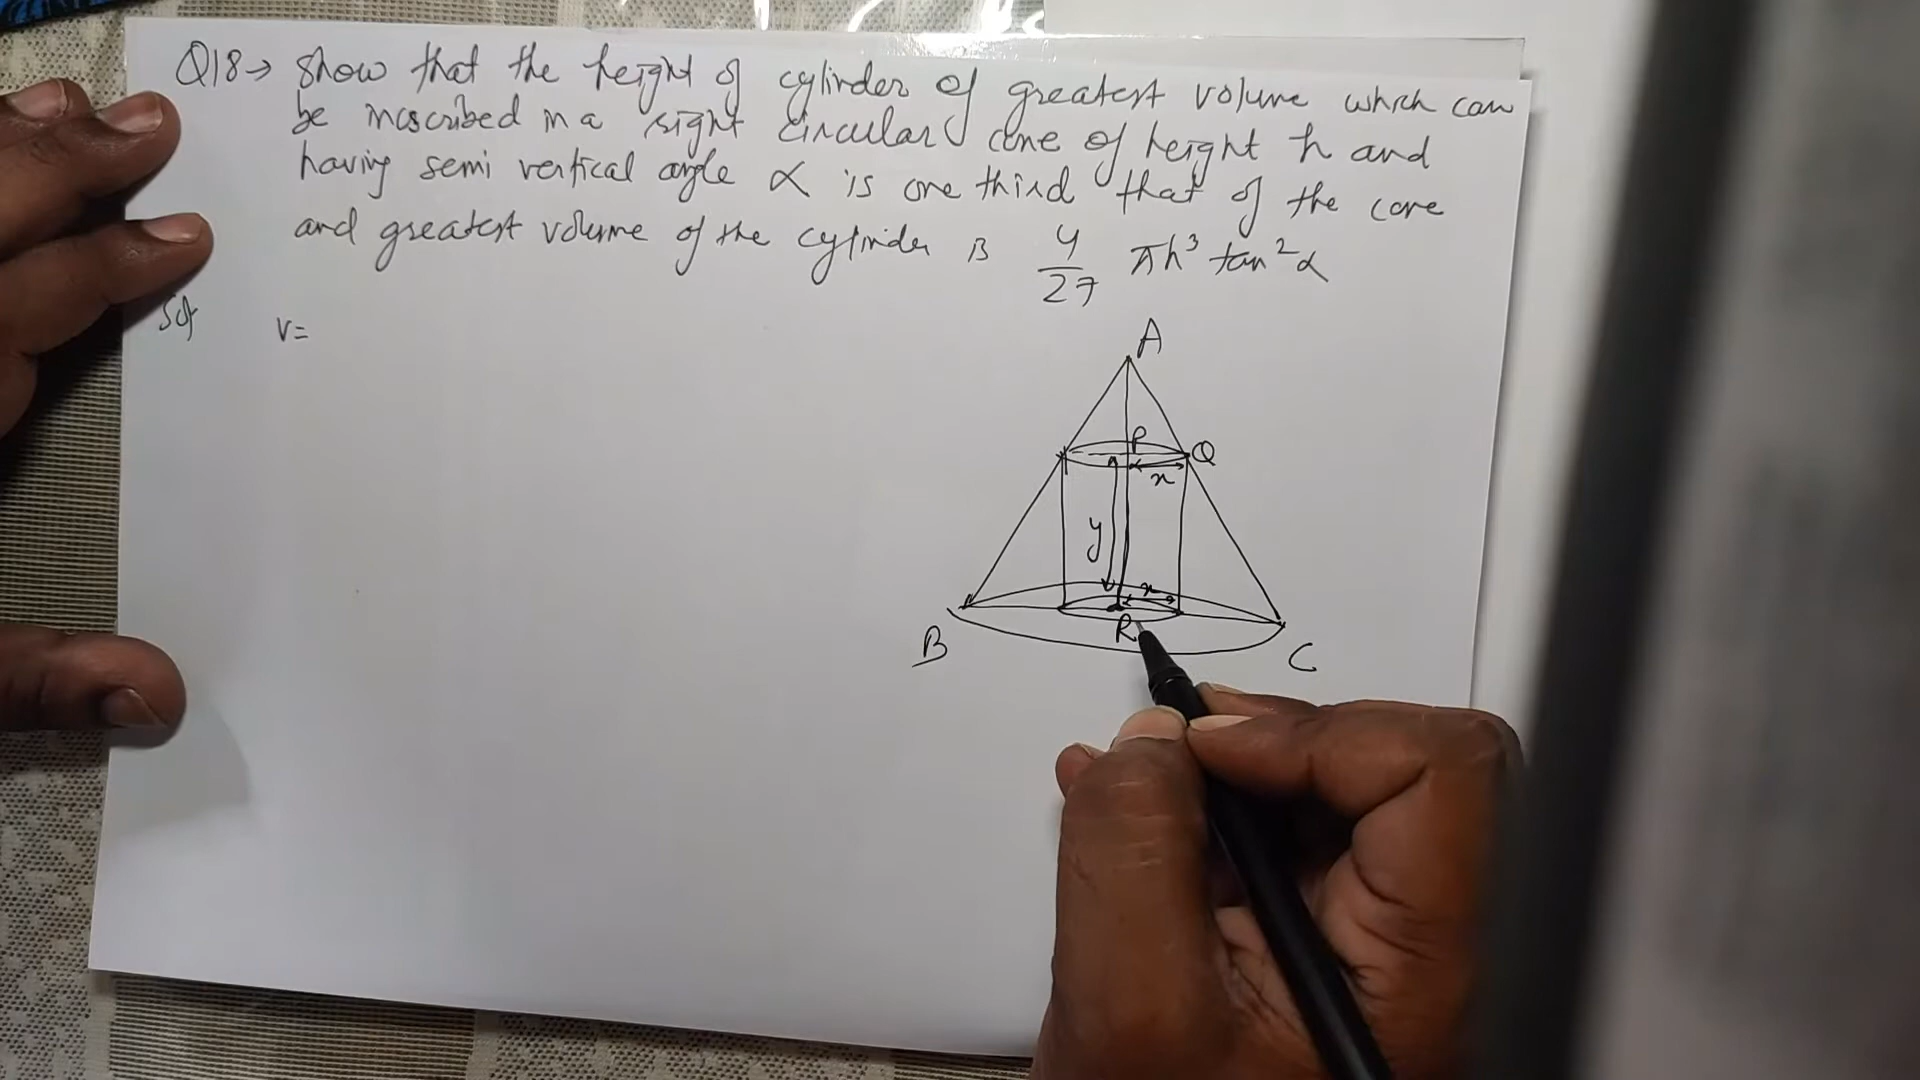 Q18→ Show that the height of cylinder of greatest volume which can
be inscribed in a right circular cone of height h and
having semi vertical angle α is one third that of the cone
and greatest volume of the cylinder is 4/27 πh³ tan²α
Sol V=
A
P Q
x
y
x
R
B C